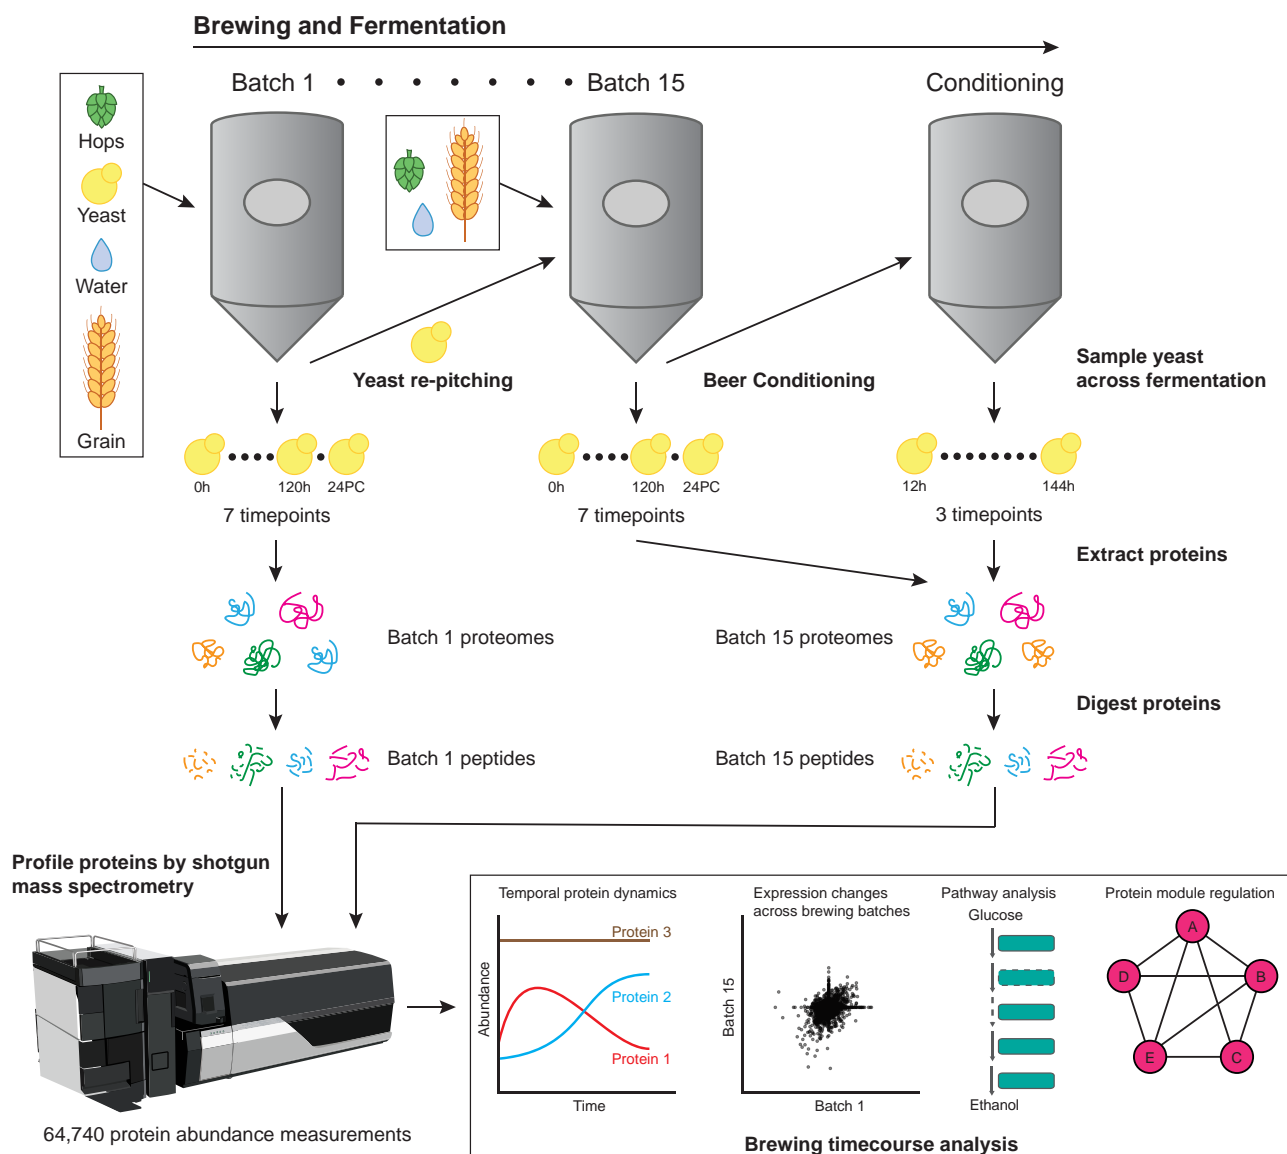 Brewing and Fermentation
Batch 1
Batch 15
Conditioning
Hops
Yeast
Water
Grain
Yeast re-pitching
Beer Conditioning
Sample yeast
across fermentation
0h
120h
24PC
0h
120h
24PC
12h
144h
7 timepoints
7 timepoints
3 timepoints
Extract proteins
Batch 1 proteomes
Batch 15 proteomes
Digest proteins
Batch 1 peptides
Batch 15 peptides
Profile proteins by shotgun
mass spectrometry
64,740 protein abundance measurements
Temporal protein dynamics
Abundance
Protein 3
Protein 2
Protein 1
Time
Expression changes
across brewing batches
Batch 15
Batch 1
Pathway analysis
Glucose
Ethanol
Protein module regulation
A
D
B
E
C
Brewing timecourse analysis